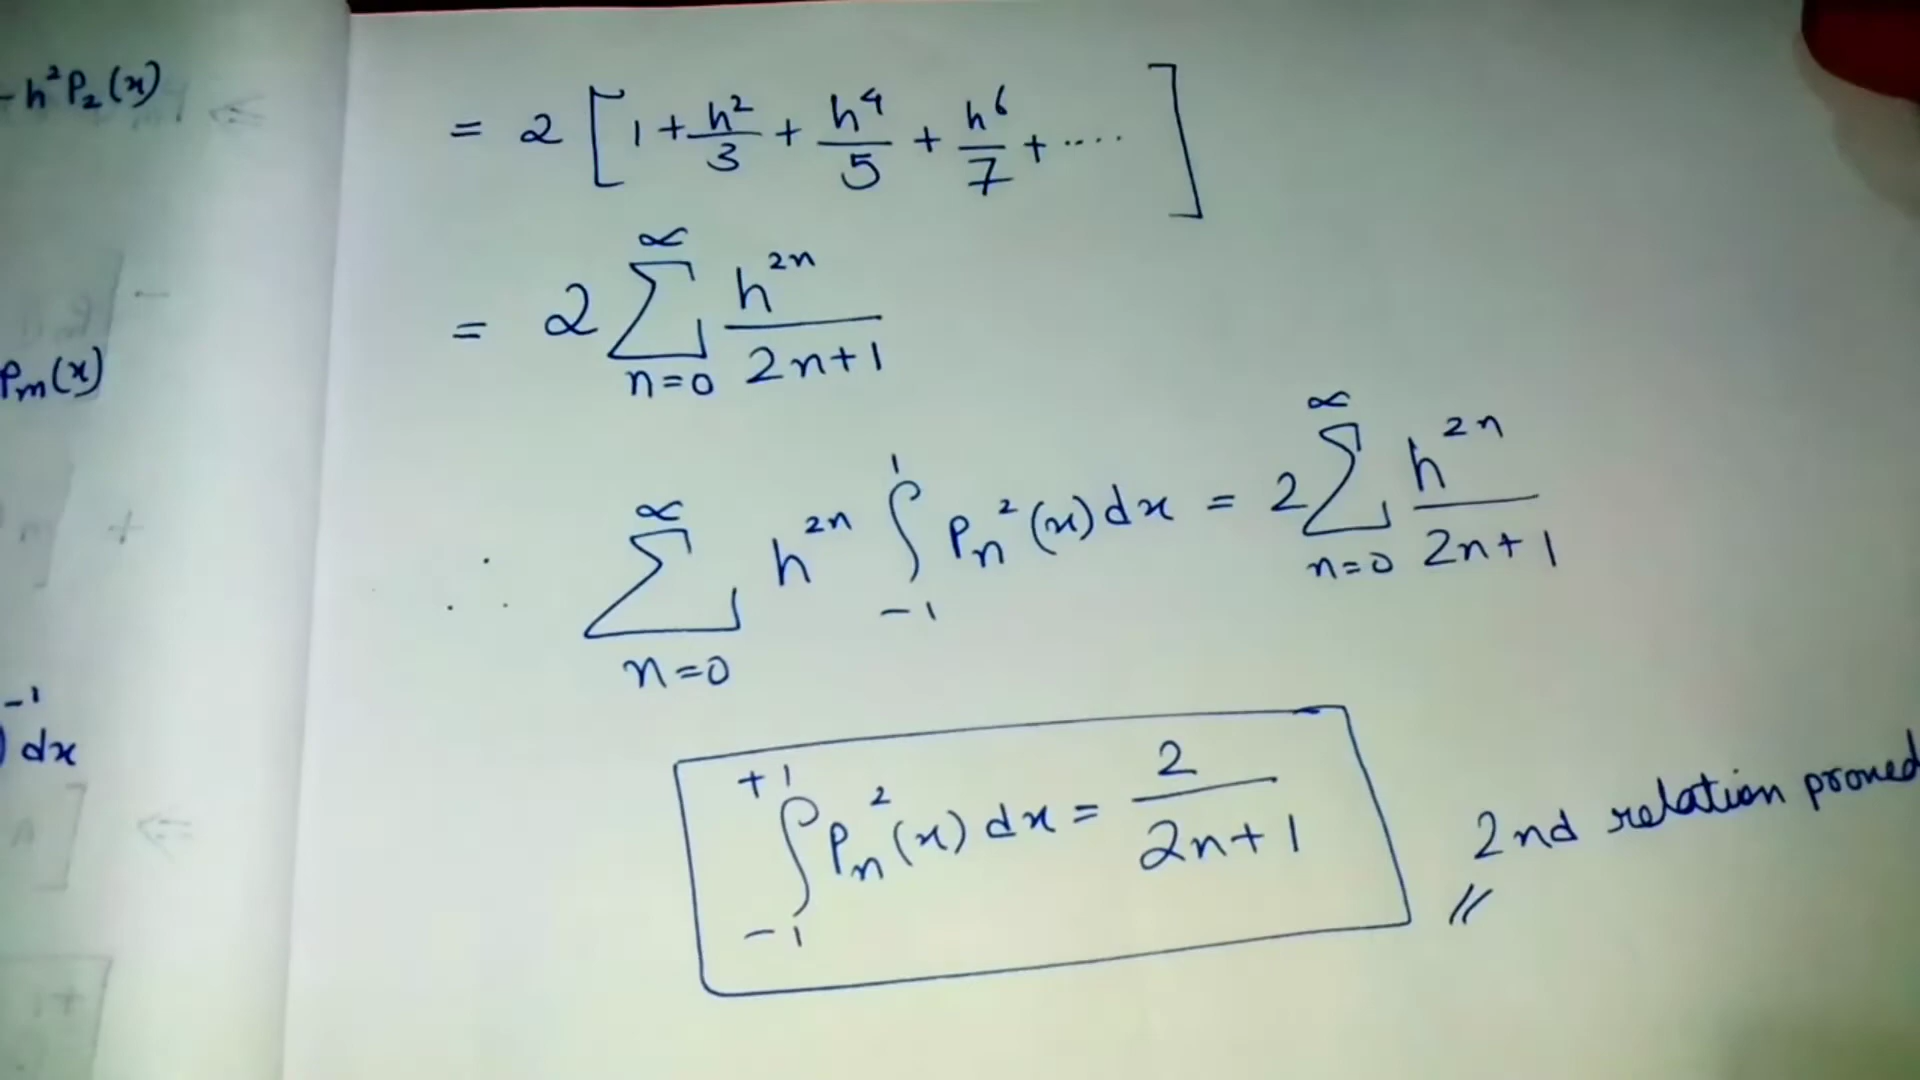 - h²P₂(x)
Pm(x)
-1
) dx
= 2 [ 1 + h²/3 + h⁴/5 + h⁶/7 + .... ]
= 2 ∑_{n=0}^{∞} h^{2n}/(2n+1)
∴ ∑_{n=0}^{∞} h^{2n} ∫_{-1}^{1} Pn²(x) dx = 2 ∑_{n=0}^{∞} h^{2n}/(2n+1)
∫_{-1}^{+1} Pn²(x) dx = 2/(2n+1)
2nd relation proved
//